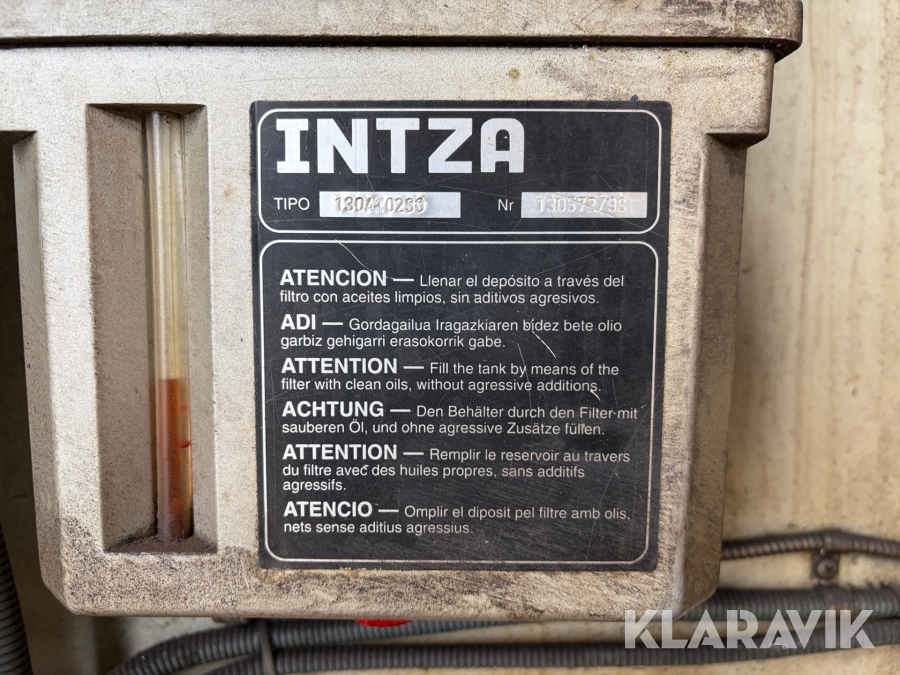 INTZA
TIPO 130A10236 Nr
ATENCION — Llenar el depósito a través del
filtro con aceites limpios, sin aditivos agresivos.
ADI — Gordagailua Iragazkiaren bidez bete olio
garbiz gehigarri erasokorrik gabe.
ATTENTION — Fill the tank by means of the
filter with clean oils, without agressive additions.
ACHTUNG — Den Behälter durch den Filter mit
sauberen Öl, und ohne agressive Zusätze füllen.
ATTENTION — Remplir le reservoir au travers
du filtre avec des huiles propres, sans additifs
agressifs.
ATENCIO — Omplir el diposit pel filtre amb olis,
nets sense aditius agressius.
KLARAVIK